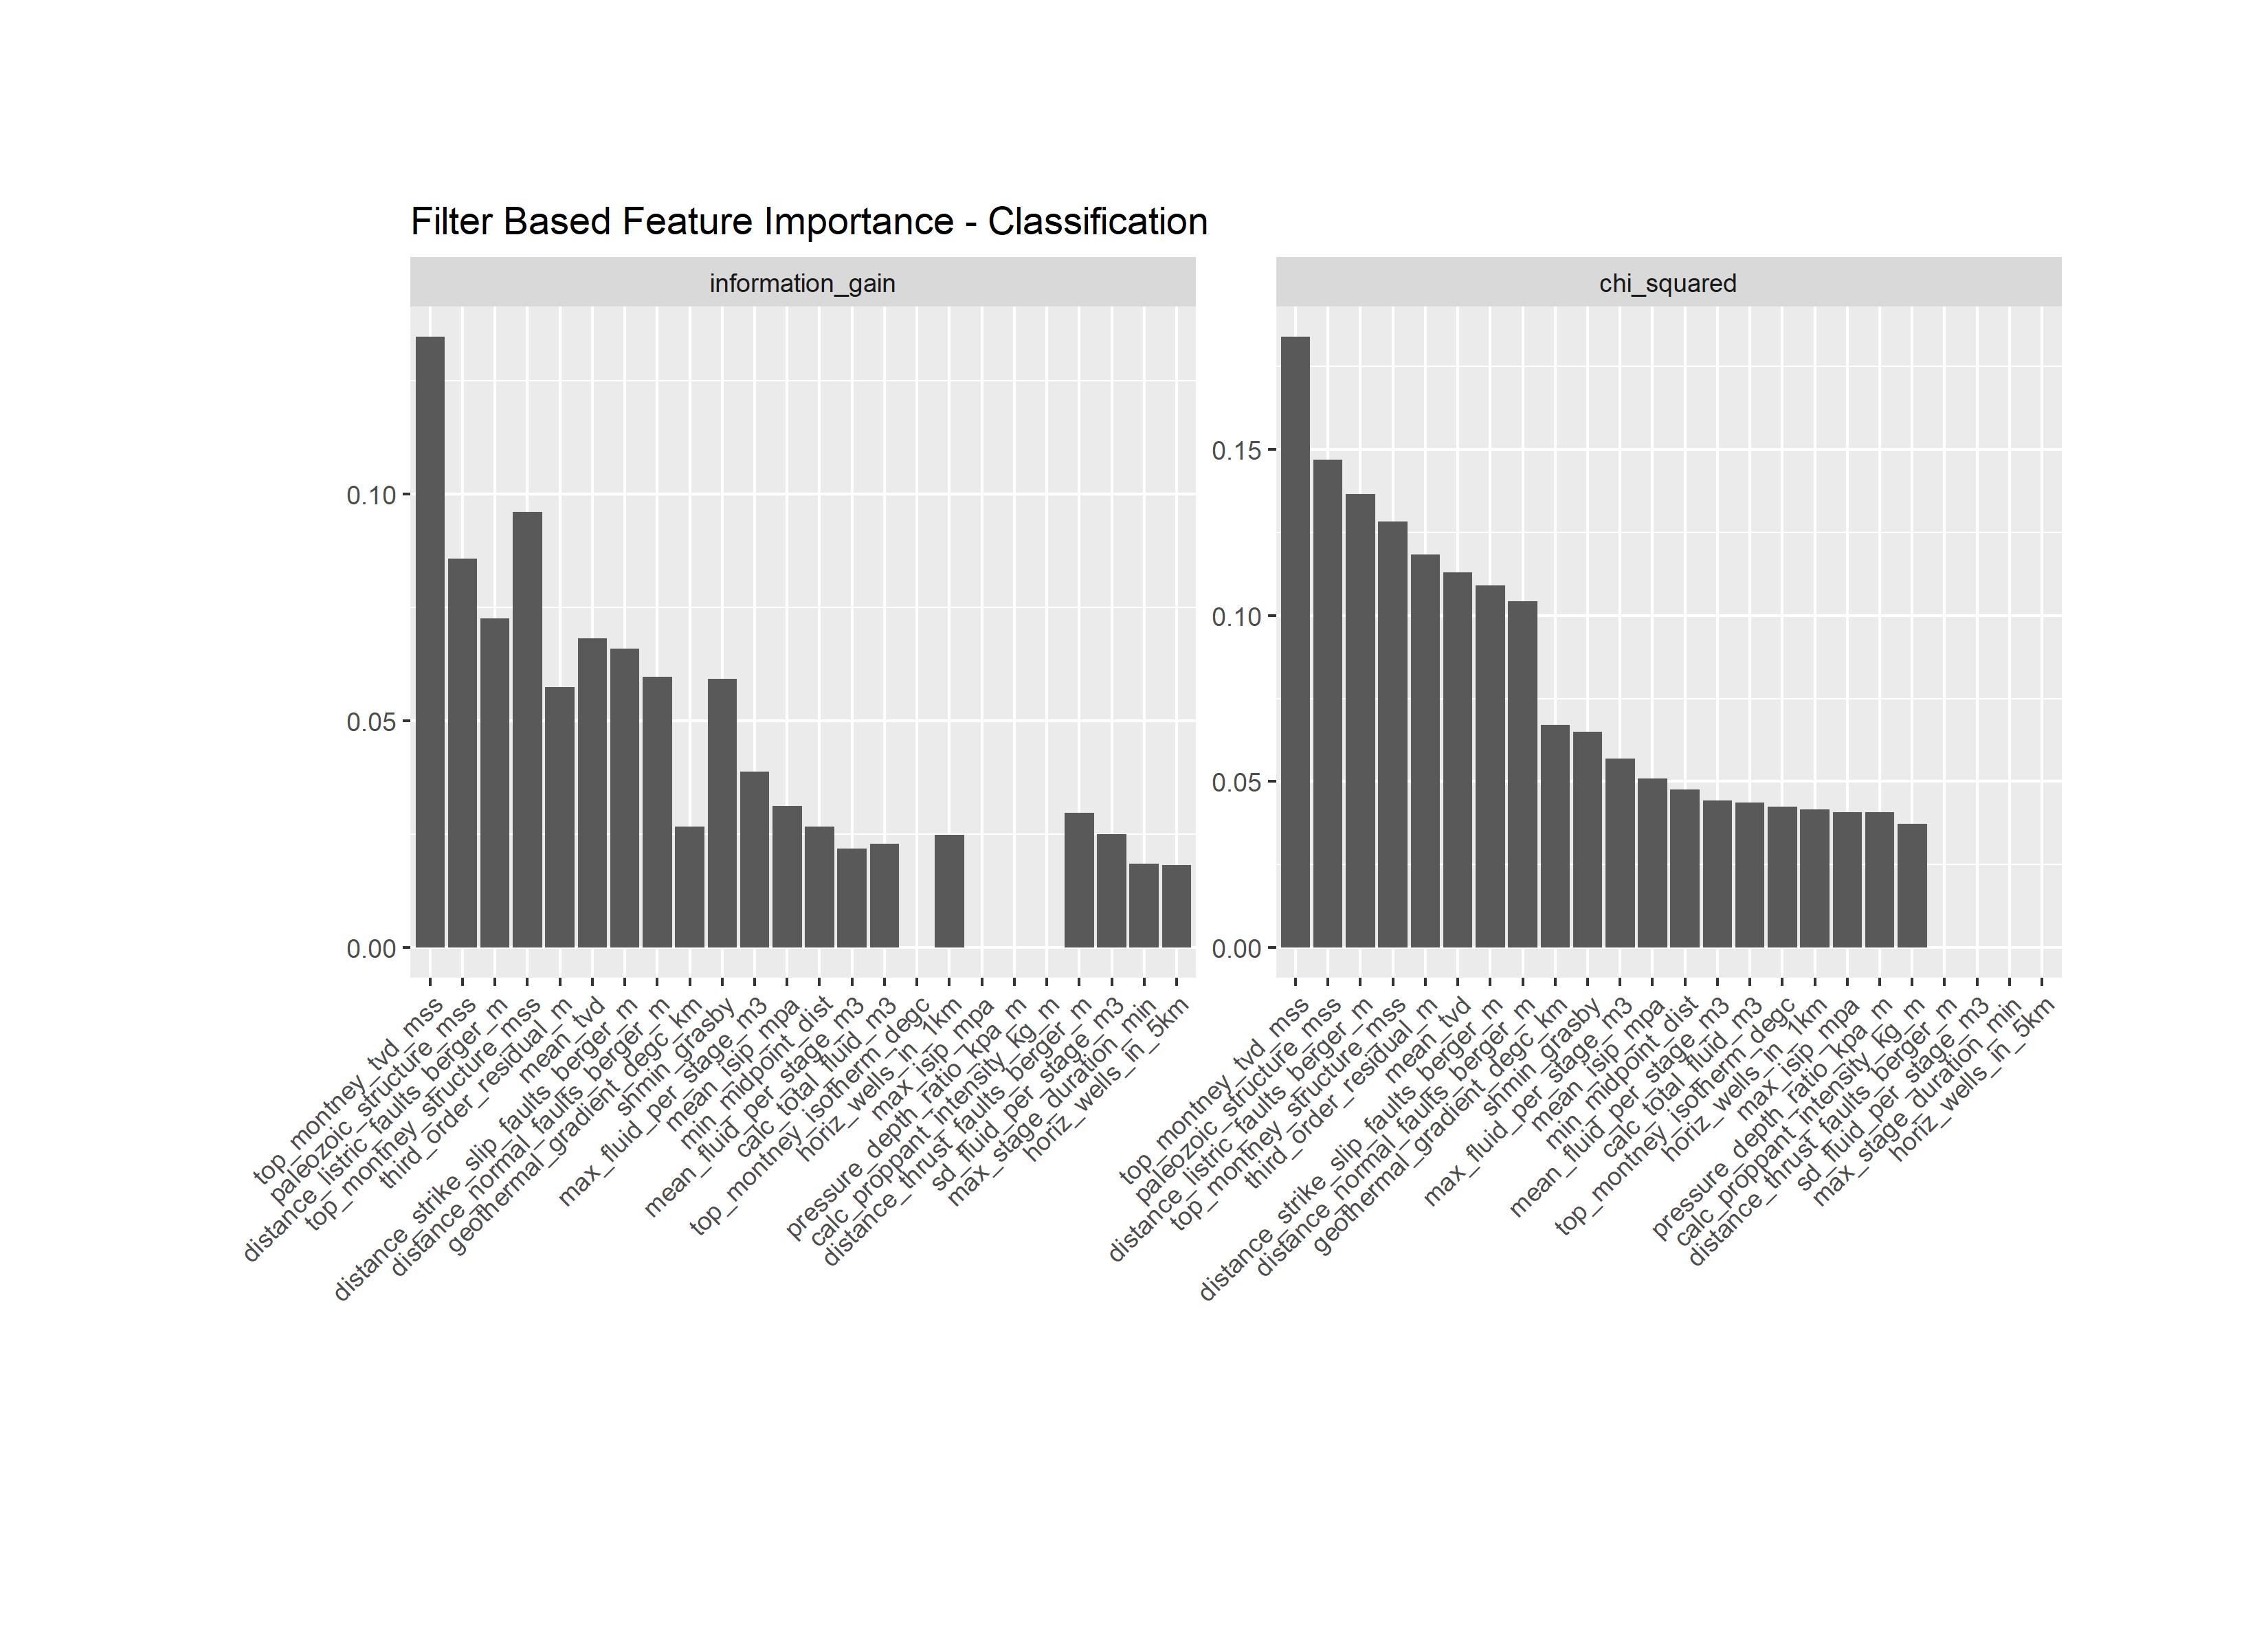 Filter Based Feature Importance - Classification
information_gain
chi_squared
0.10
0.05
0.00
0.15
0.10
0.05
0.00
top_montney_tvd_mss
paleozoic_structure_mss
distance_listric_faults_berger_m
top_montney_structure_mss
third_order_residual_m
mean_tvd
distance_strike_slip_faults_berger_m
distance_normal_faults_berger_m
geothermal_gradient_degc_km
shmin_grasby
max_fluid_per_stage_m3
mean_isip_mpa
min_midpoint_dist
mean_fluid_per_stage_m3
calc_total_fluid_m3
top_montney_isotherm_degc
horiz_wells_in_1km
max_isip_mpa
pressure_depth_ratio_kpa_m
calc_proppant_intensity_kg_m
distance_thrust_faults_berger_m
sd_fluid_per_stage_m3
max_stage_duration_min
horiz_wells_in_5km
top_montney_tvd_mss
paleozoic_structure_mss
distance_listric_faults_berger_m
top_montney_structure_mss
third_order_residual_m
mean_tvd
distance_strike_slip_faults_berger_m
distance_normal_faults_berger_m
geothermal_gradient_degc_km
shmin_grasby
max_fluid_per_stage_m3
mean_isip_mpa
min_midpoint_dist
mean_fluid_per_stage_m3
calc_total_fluid_m3
top_montney_isotherm_degc
horiz_wells_in_1km
max_isip_mpa
pressure_depth_ratio_kpa_m
calc_proppant_intensity_kg_m
distance_thrust_faults_berger_m
sd_fluid_per_stage_m3
max_stage_duration_min
horiz_wells_in_5km